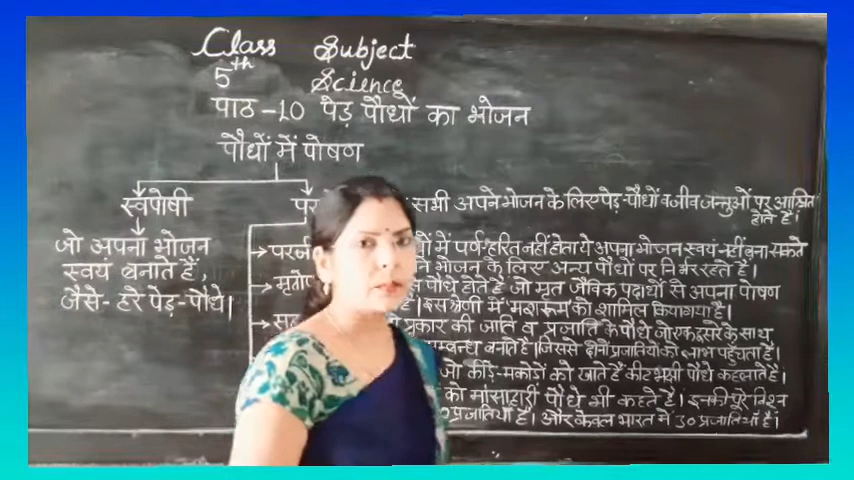 Class Subject
5th Science
पाठ-10 पेड़ पौधों का भोजन
पौधों में पोषण
स्वपोषी
जो अपना भोजन
स्वयं बनाते हैं,
जैसे- हरे पेड़-पौधे।
सभी अपने भोजन के लिए पेड़-पौधों व जीव जन्तुओं पर आश्रित
होते हैं।
में पर्ण-हरित नहीं होता ये अपना भोजन स्वयं नहीं बना सकते
भोजन के लिए अन्य पौधों पर निर्भर रहते हैं।
पौधे होते हैं जो मृत जैविक पदार्थों से अपना पोषण
हैं। इस श्रेणी में 'मशरूम' को शामिल किया गया है।
प्रकार की जाति व प्रजाति के पौधे जो एक दूसरे के साथ
सम्बन्ध बनाते है। जिससे दोनों प्रजातियों को लाभ पहुँचता है।
जो कीड़े-मकोड़ों को खाते हैं कीटभक्षी पौधे कहलाते हैं।
को मांसाहारी पौधे भी कहते हैं। इनकी पूरे विश्व
प्रजातियाँ हैं। और केवल भारत में 30 प्रजातियाँ हैं।